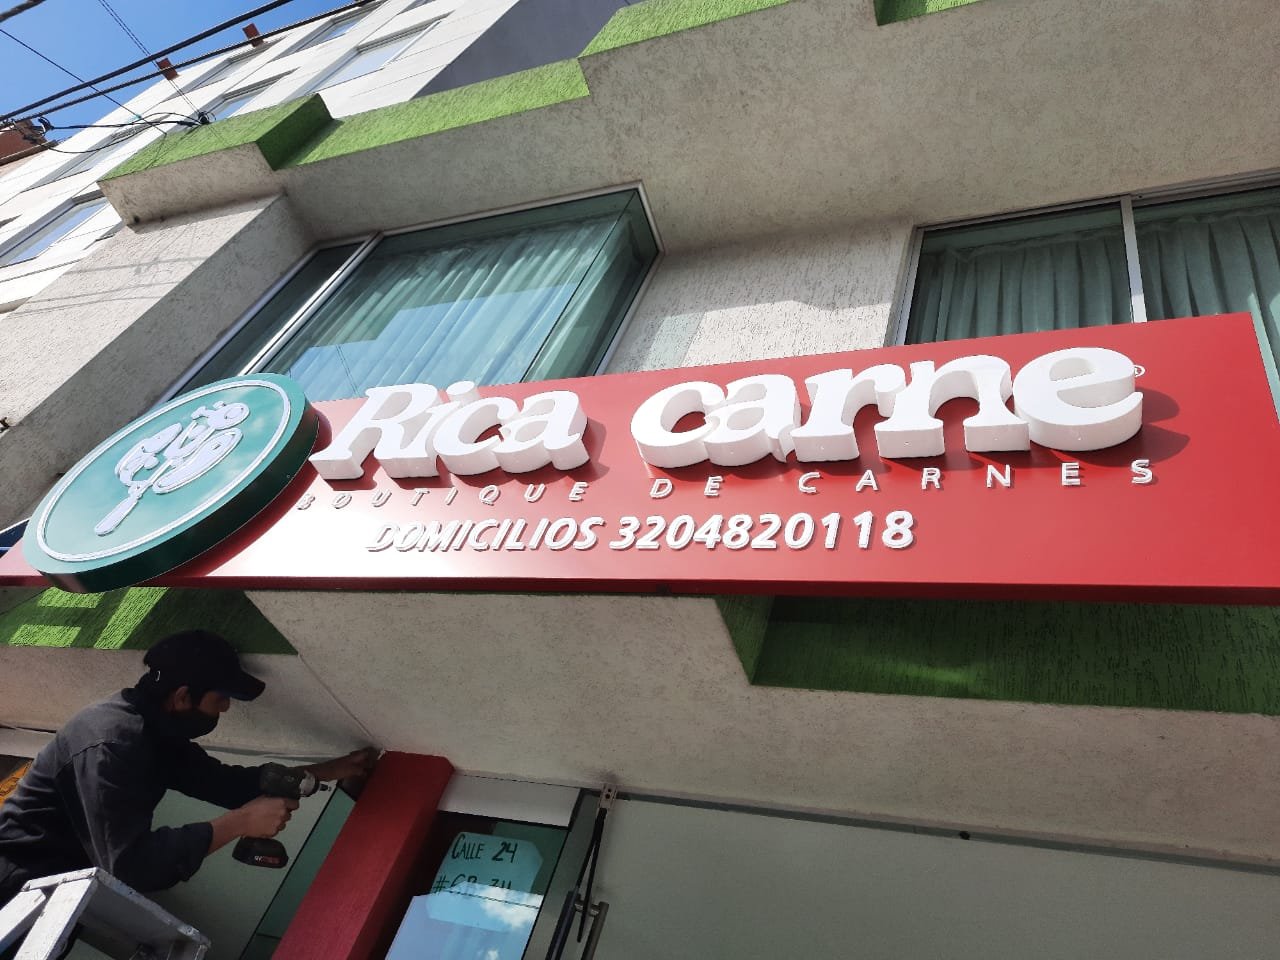 Rica carne®
BOUTIQUE DE CARNES
DOMICILIOS 3204820118
CALLE 24